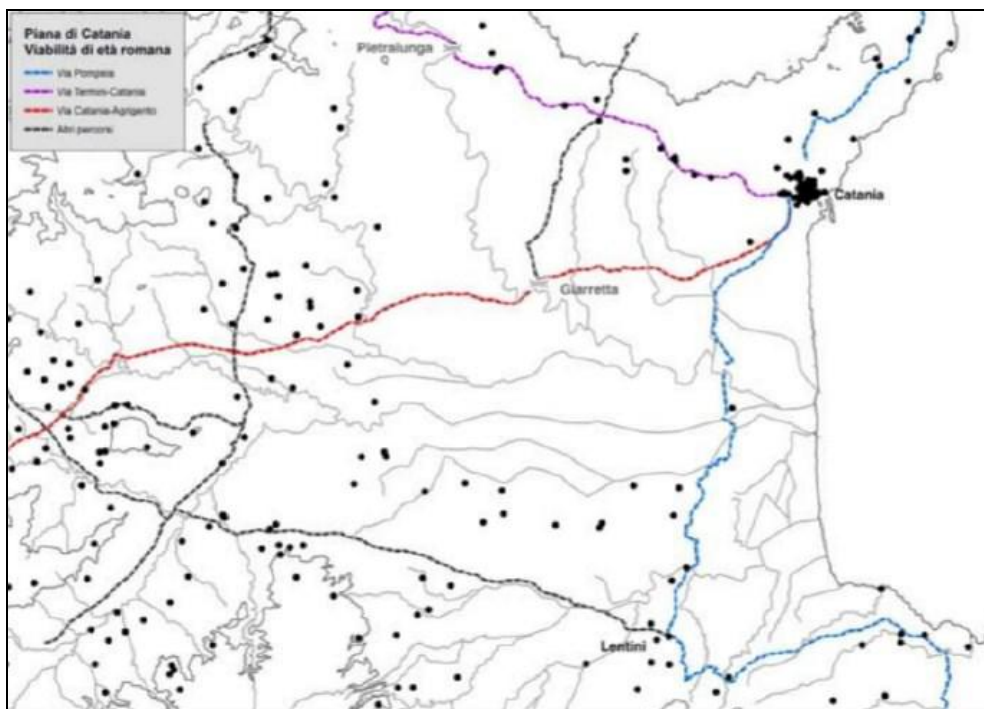 Piana di Catania
Viabilità di età romana
Via Pompeia
Via Termini-Catania
Via Catania-Agrigento
Altri percorsi
Pietralunga
Catania
Giarretta
Lentini